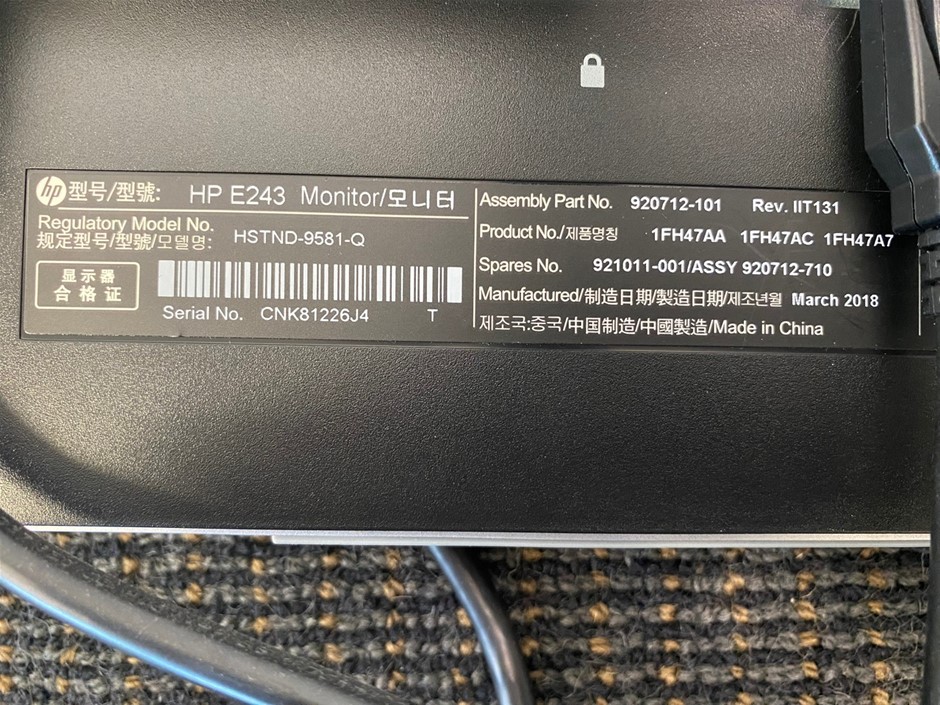 hp 型号/型號: HP E243 Monitor/모니터
Regulatory Model No.
规定型号/型號/모델명: HSTND-9581-Q
显示器
合格证
Serial No. CNK81226J4 T
Assembly Part No. 920712-101 Rev. IIT131
Product No./제품명칭 1FH47AA 1FH47AC 1FH47A7
Spares No. 921011-001/ASSY 920712-710
Manufactured/制造日期/製造日期/제조년월 March 2018
제조국:중국/中国制造/中國製造/Made in China